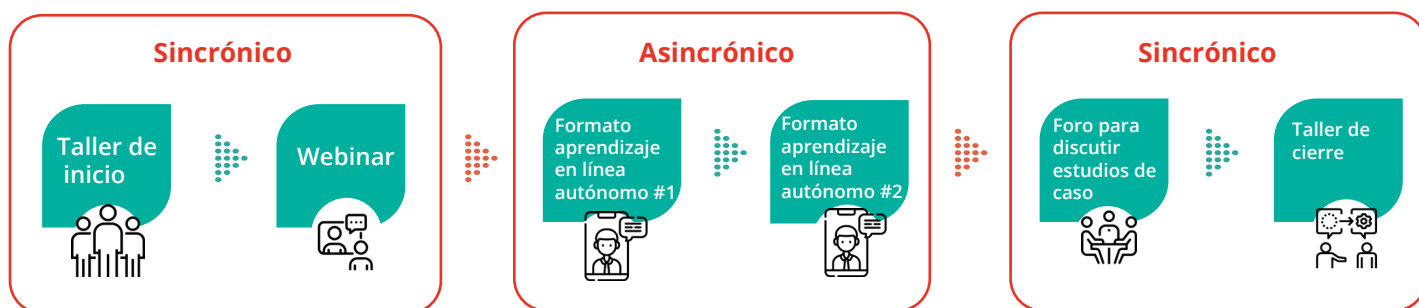 Sincrónico
Taller de
inicio
Webinar
Asincrónico
Formato
aprendizaje
en línea
autónomo #1
Formato
aprendizaje
en línea
autónomo #2
Sincrónico
Foro para
discutir
estudios de
caso
Taller de
cierre